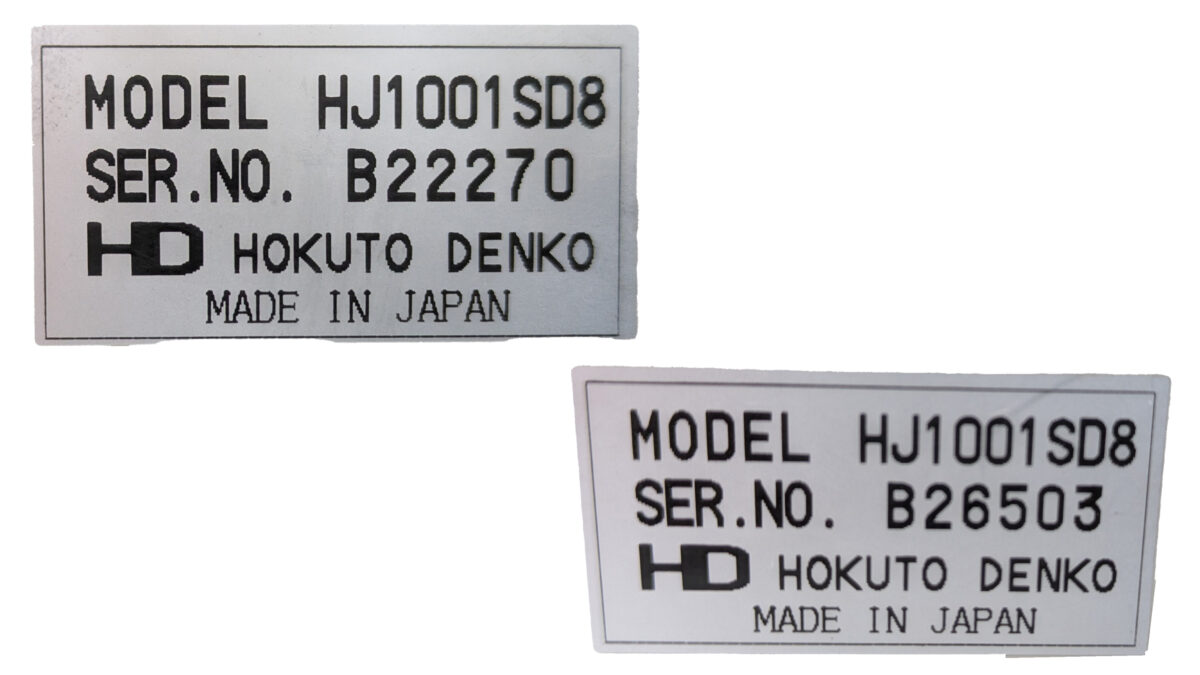 MODEL HJ1001SD8
SER.NO. B22270
HD HOKUTO DENKO
MADE IN JAPAN
MODEL HJ1001SD8
SER.NO. B26503
HD HOKUTO DENKO
MADE IN JAPAN